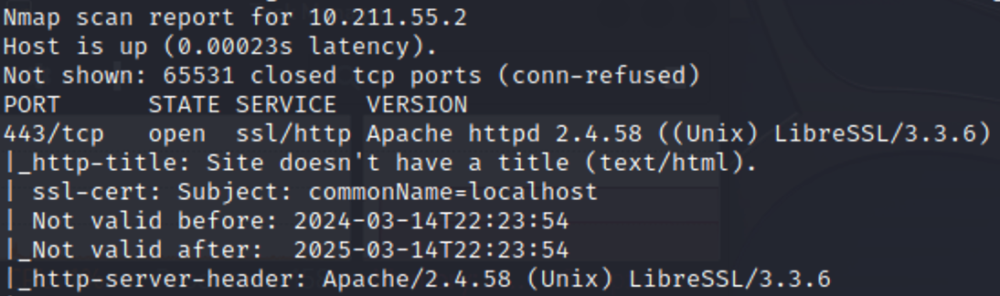 Nmap scan report for 10.211.55.2
Host is up (0.00023s latency).
Not shown: 65531 closed tcp ports (conn-refused)
PORT     STATE SERVICE  VERSION
443/tcp  open  ssl/http Apache httpd 2.4.58 ((Unix) LibreSSL/3.3.6)
|_http-title: Site doesn't have a title (text/html).
| ssl-cert: Subject: commonName=localhost
| Not valid before: 2024-03-14T22:23:54
|_Not valid after:  2025-03-14T22:23:54
|_http-server-header: Apache/2.4.58 (Unix) LibreSSL/3.3.6